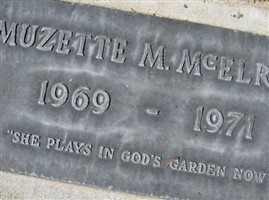 MUZETTE M. McELR
1969 - 1971
"SHE PLAYS IN GOD'S GARDEN NOW